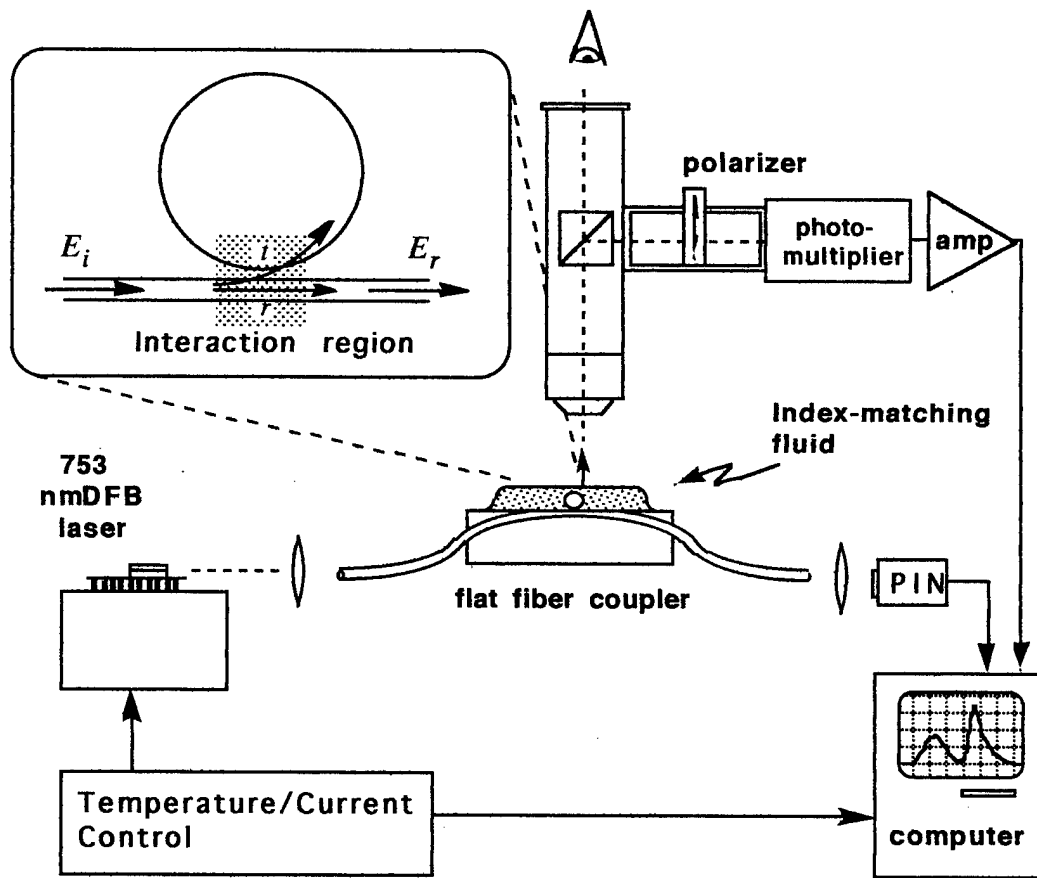 polarizer
photo-
multiplier
amp
E_i
t
E_r
r
Interaction region
Index-matching
fluid
753
nmDFB
laser
flat fiber coupler
PIN
Temperature/Current
Control
computer